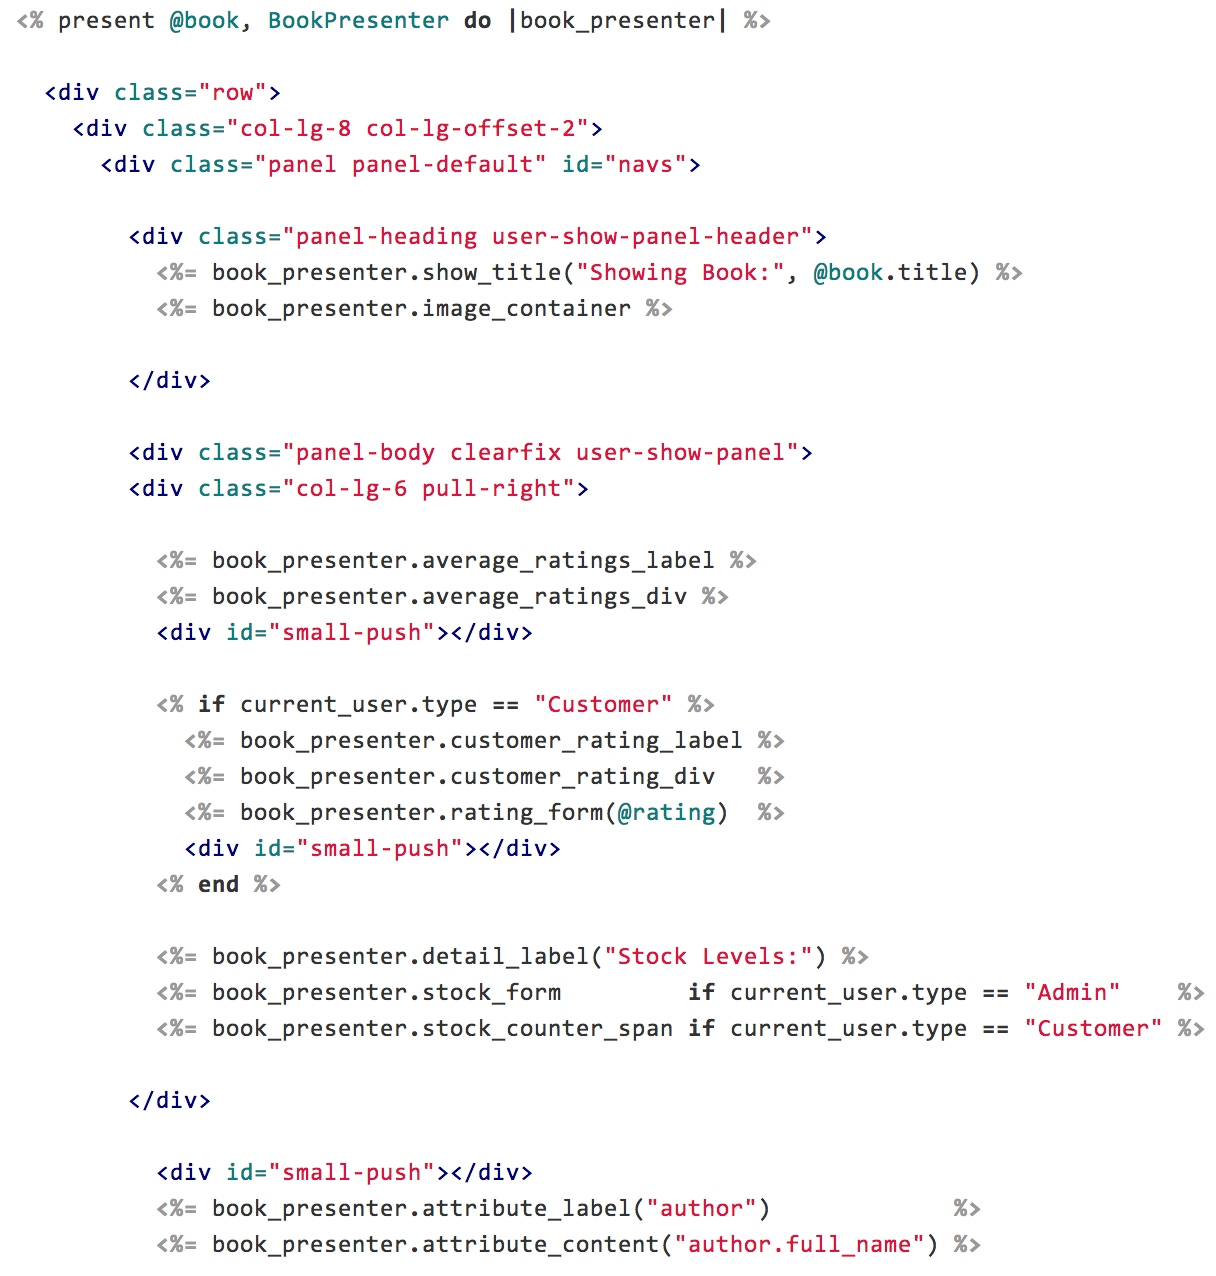 <% present @book, BookPresenter do |book_presenter| %>

  <div class="row">
    <div class="col-lg-8 col-lg-offset-2">
      <div class="panel panel-default" id="navs">

        <div class="panel-heading user-show-panel-header">
          <%= book_presenter.show_title("Showing Book:", @book.title) %>
          <%= book_presenter.image_container %>

        </div>

        <div class="panel-body clearfix user-show-panel">
        <div class="col-lg-6 pull-right">

          <%= book_presenter.average_ratings_label %>
          <%= book_presenter.average_ratings_div %>
          <div id="small-push"></div>

          <% if current_user.type == "Customer" %>
            <%= book_presenter.customer_rating_label %>
            <%= book_presenter.customer_rating_div   %>
            <%= book_presenter.rating_form(@rating)  %>
            <div id="small-push"></div>
          <% end %>

          <%= book_presenter.detail_label("Stock Levels:") %>
          <%= book_presenter.stock_form         if current_user.type == "Admin"    %>
          <%= book_presenter.stock_counter_span if current_user.type == "Customer" %>

        </div>

          <div id="small-push"></div>
          <%= book_presenter.attribute_label("author")             %>
          <%= book_presenter.attribute_content("author.full_name") %>